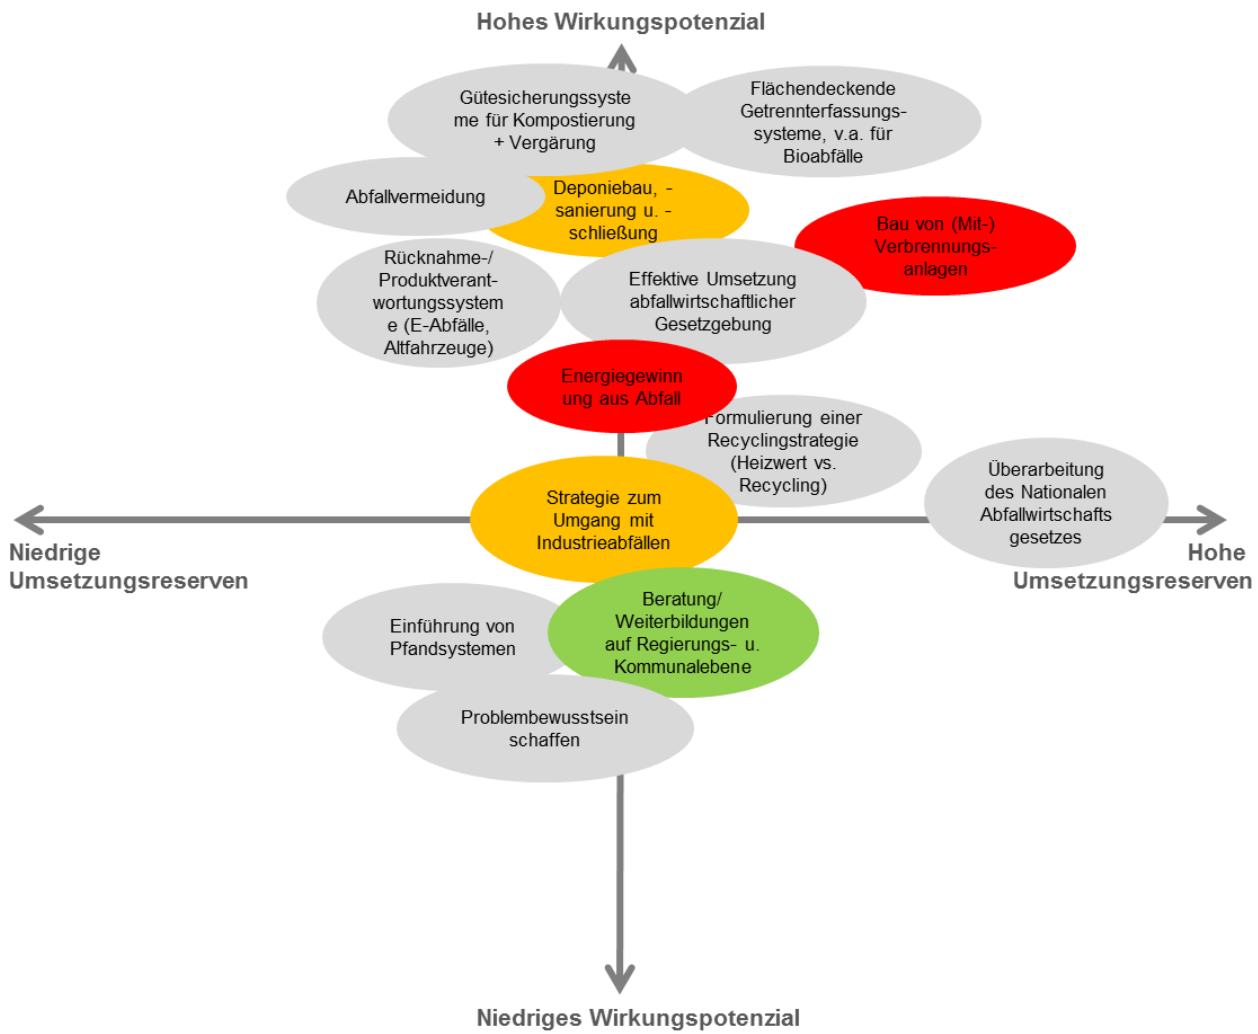 Hohes Wirkungspotenzial
Gütesicherungssyste
me für Kompostierung
+ Vergärung
Flächendeckende
Getrennterfassungs-
systeme, v.a. für
Bioabfälle
Abfallvermeidung
Deponiebau, -
sanierung u. -
schließung
Bau von (Mit-)
Verbrennungs-
anlagen
Rücknahme-/
Produktverant-
wortungssystem
e (E-Abfälle,
Altfahrzeuge)
Effektive Umsetzung
abfallwirtschaftlicher
Gesetzgebung
Energiegewinn
ung aus Abfall
Formulierung einer
Recyclingstrategie
(Heizwert vs.
Recycling)
Überarbeitung
des Nationalen
Abfallwirtschafts
gesetzes
Strategie zum
Umgang mit
Industrieabfällen
Niedrige
Umsetzungsreserven
Hohe
Umsetzungsreserven
Beratung/
Weiterbildungen
auf Regierungs- u.
Kommunalebene
Einführung von
Pfandsystemen
Problembewusstsein
schaffen
Niedriges Wirkungspotenzial